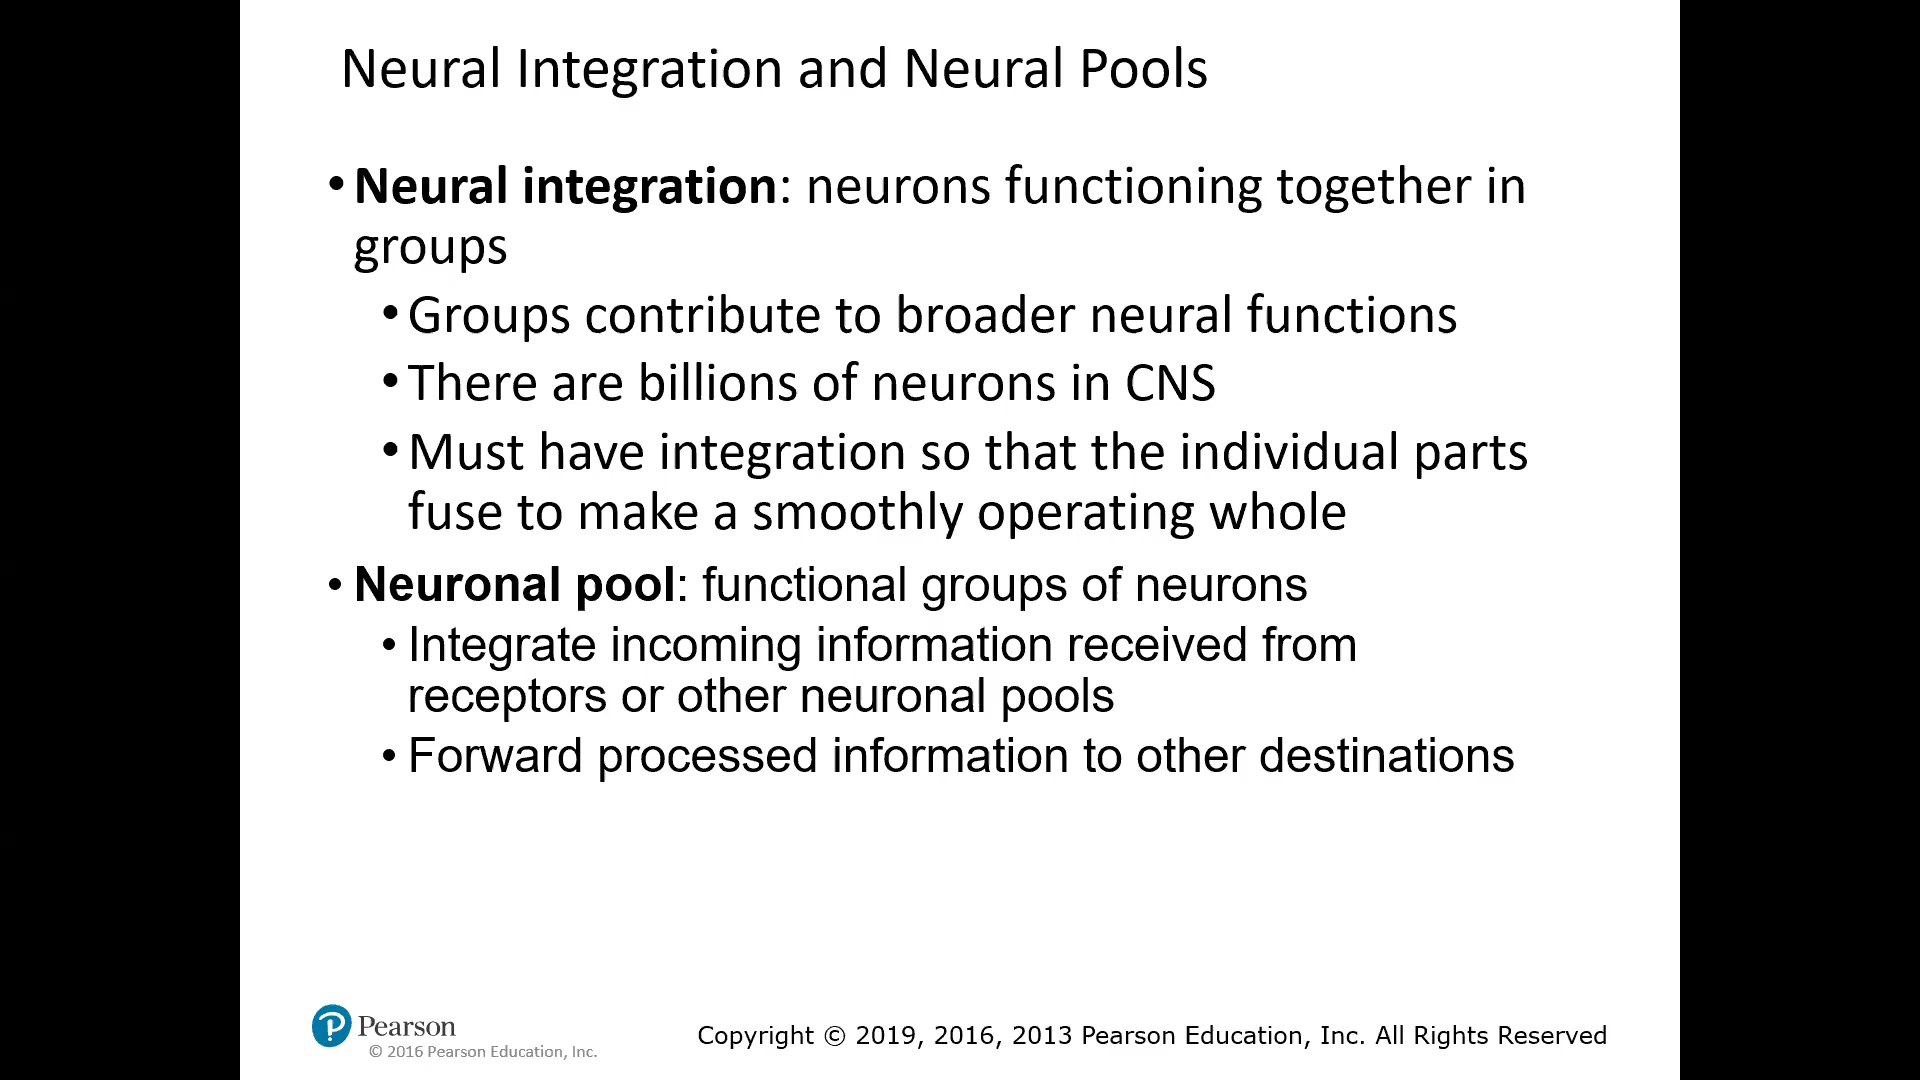 Neural Integration and Neural Pools
• Neural integration: neurons functioning together in
groups
• Groups contribute to broader neural functions
• There are billions of neurons in CNS
• Must have integration so that the individual parts
fuse to make a smoothly operating whole
• Neuronal pool: functional groups of neurons
• Integrate incoming information received from
receptors or other neuronal pools
• Forward processed information to other destinations
Pearson
© 2016 Pearson Education, Inc.
Copyright © 2019, 2016, 2013 Pearson Education, Inc. All Rights Reserved